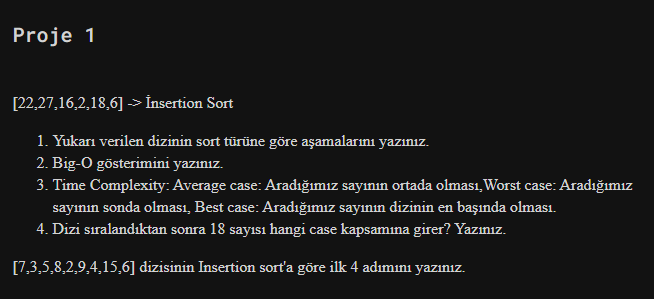 Proje 1
[22,27,16,2,18,6] -> İnsertion Sort
1. Yukarı verilen dizinin sort türüne göre aşamalarını yazınız.
2. Big-O gösterimini yazınız.
3. Time Complexity: Average case: Aradığımız sayının ortada olması,Worst case: Aradığımız
sayının sonda olması, Best case: Aradığımız sayının dizinin en başında olması.
4. Dizi sıralandıktan sonra 18 sayısı hangi case kapsamına girer? Yazınız.
[7,3,5,8,2,9,4,15,6] dizisinin Insertion sort'a göre ilk 4 adımını yazınız.